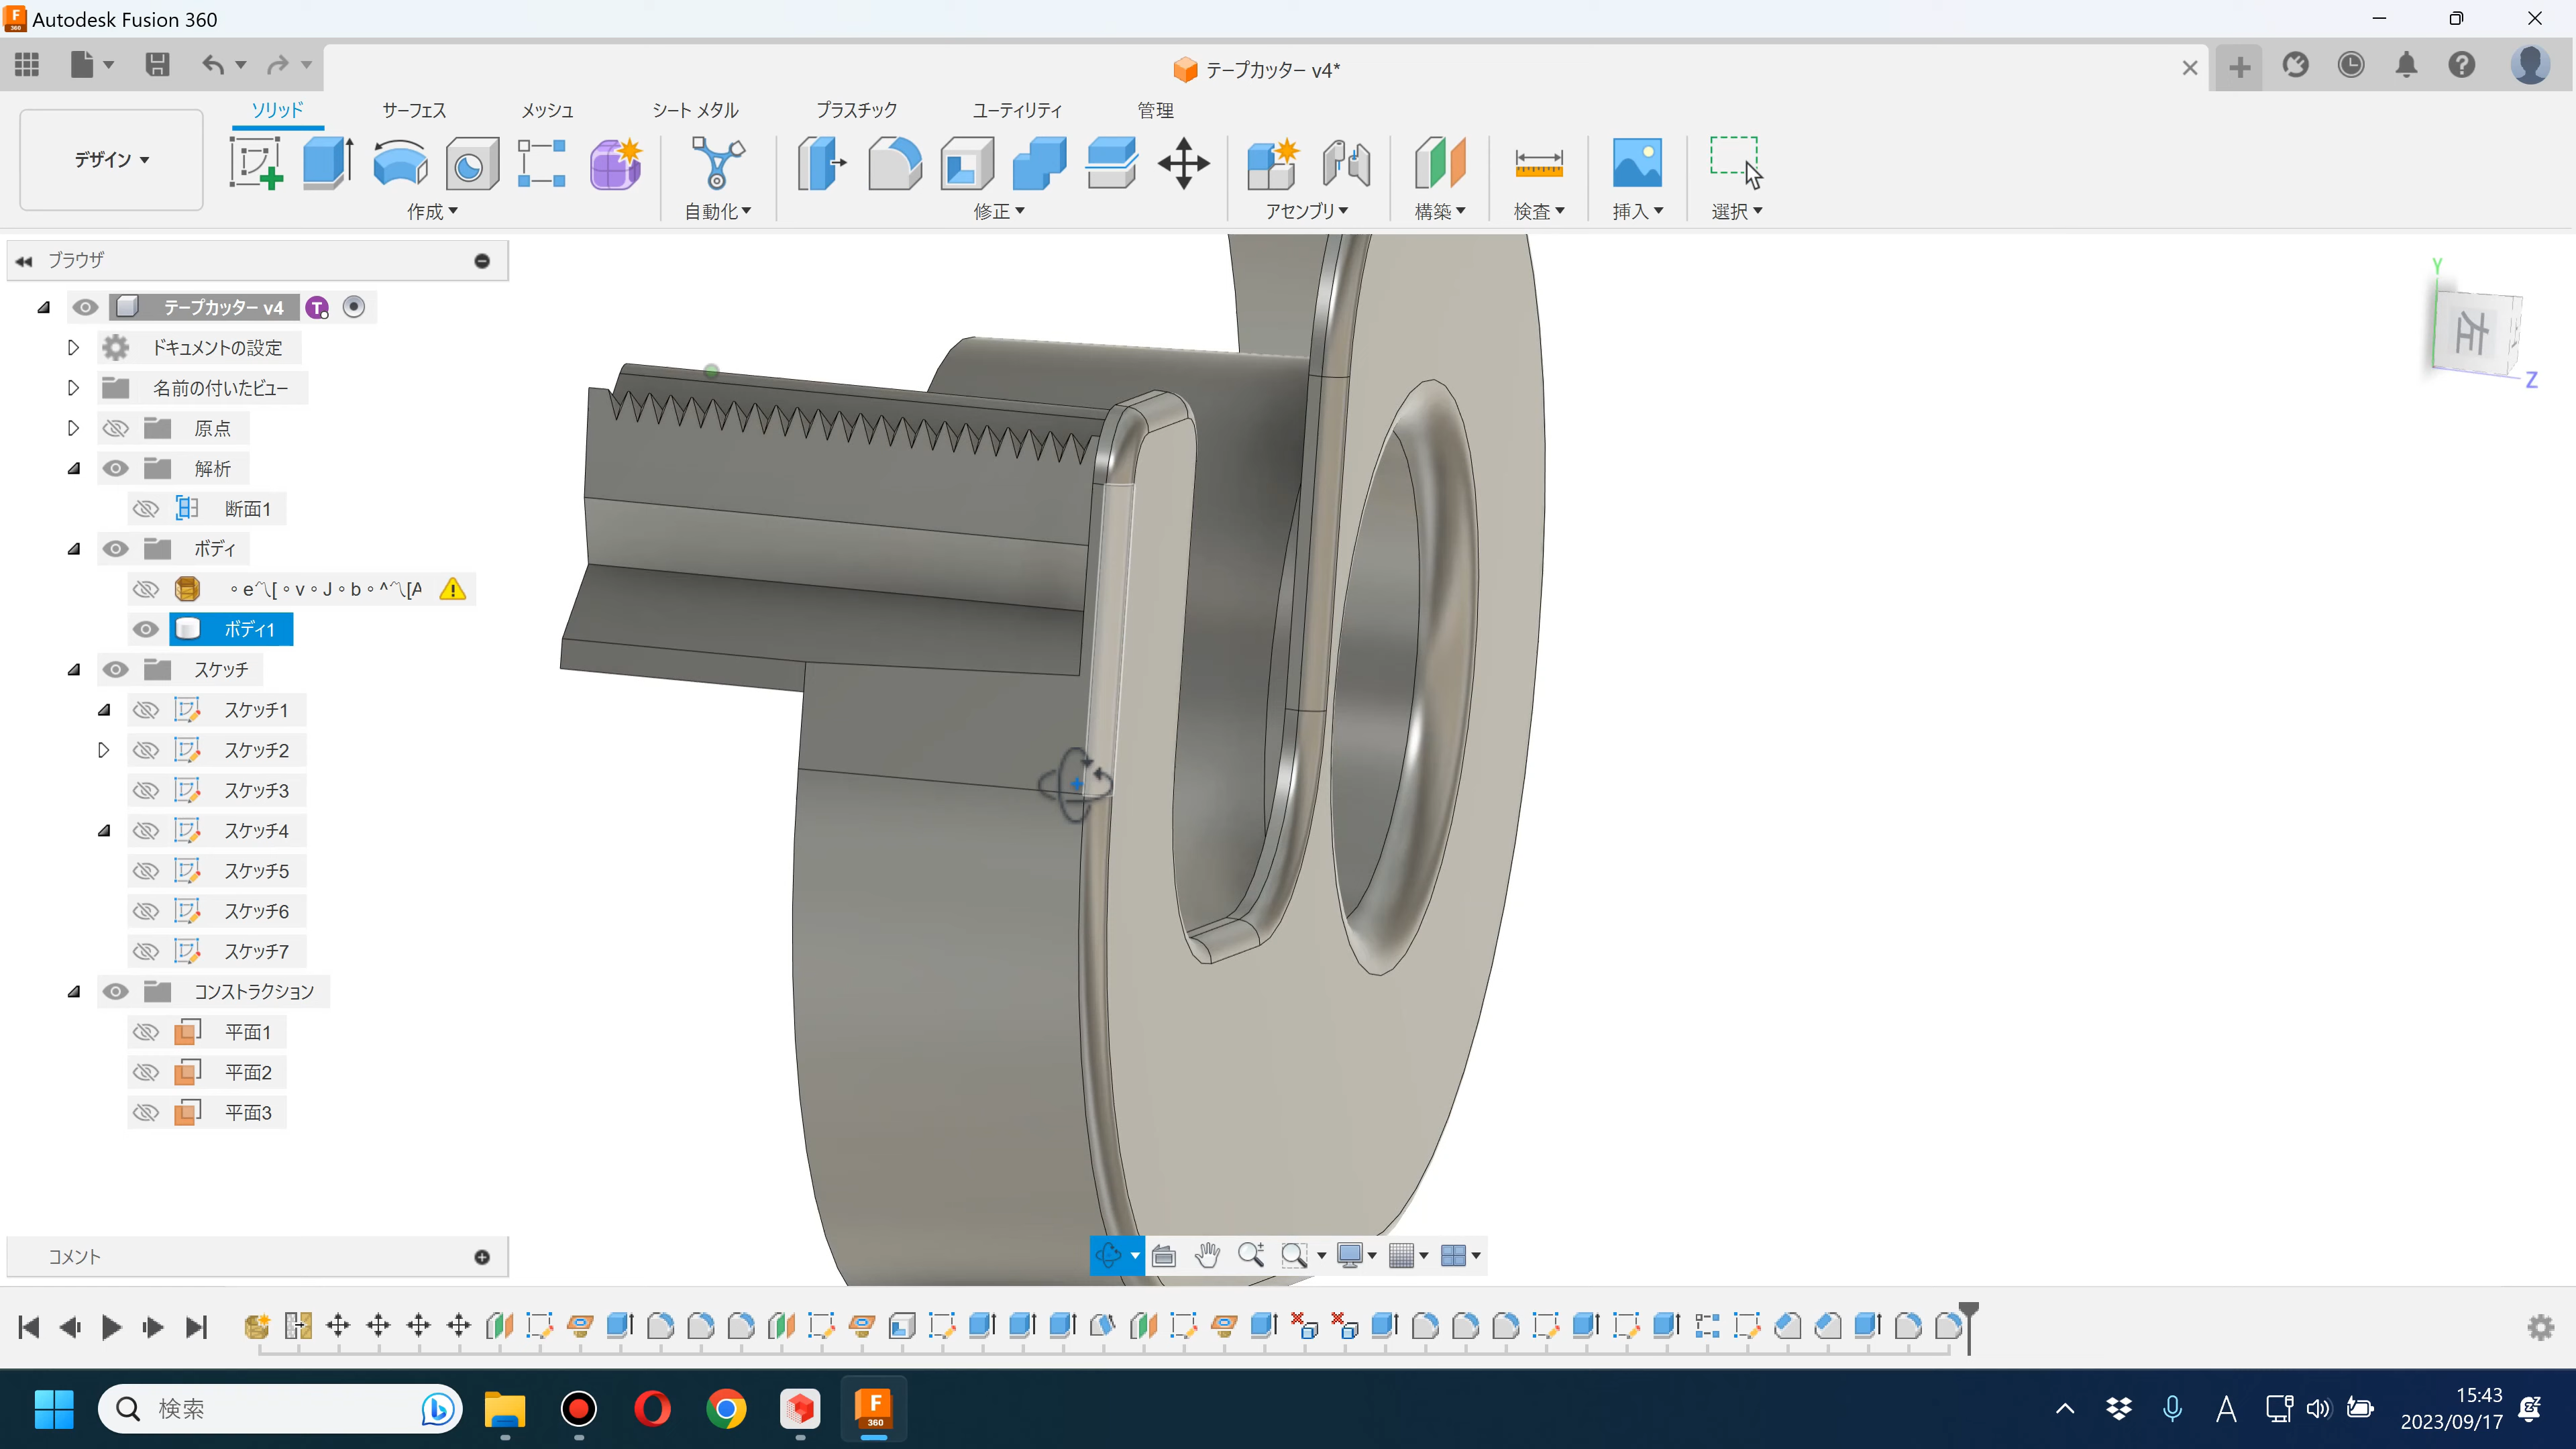 Autodesk Fusion 360
テープカッター v4*
ソリッド サーフェス メッシュ シート メタル プラスチック ユーティリティ 管理
デザイン
作成 自動化 修正 アセンブリ 構築 検査 挿入 選択
ブラウザ
テープカッター v4
ドキュメントの設定
名前の付いたビュー
原点
解析
断面1
ボディ
ボディ1
スケッチ
スケッチ1
スケッチ2
スケッチ3
スケッチ4
スケッチ5
スケッチ6
スケッチ7
コンストラクション
平面1
平面2
平面3
Y
左
Z
コメント
検索
F
360
A
15:43
2023/09/17